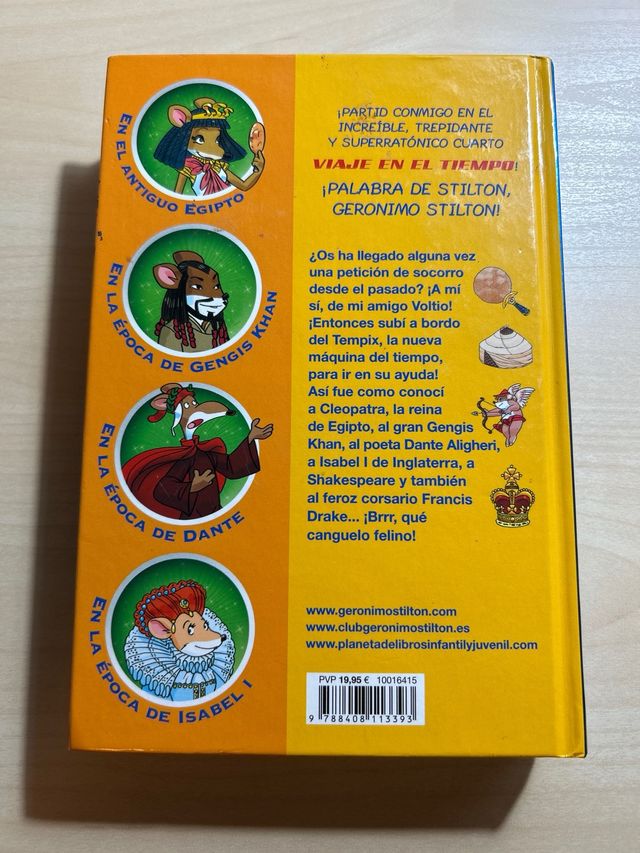 EN EL ANTIGUO EGIPTO
EN LA ÉPOCA DE GENGIS KHAN
EN LA ÉPOCA DE DANTE
EN LA ÉPOCA DE ISABEL I
¡PARTID CONMIGO EN EL
INCREÍBLE, TREPIDANTE
Y SUPERRATÓNICO CUARTO
VIAJE EN EL TIEMPO!
¡PALABRA DE STILTON,
GERONIMO STILTON!
¿Os ha llegado alguna vez
una petición de socorro
desde el pasado? ¡A mí
sí, de mi amigo Voltio!
¡Entonces subí a bordo
del Tempix, la nueva
máquina del tiempo,
para ir en su ayuda!
Así fue como conocí
a Cleopatra, la reina
de Egipto, al gran Gengis
Khan, al poeta Dante Aligheri,
a Isabel I de Inglaterra, a
Shakespeare y también
al feroz corsario Francis
Drake... ¡Brrr, qué
canguelo felino!
www.geronimostilton.com
www.clubgeronimostilton.es
www.planetadelibrosinfantilyjuvenil.com
PVP 19,95 € 10016415
9 788408 113393